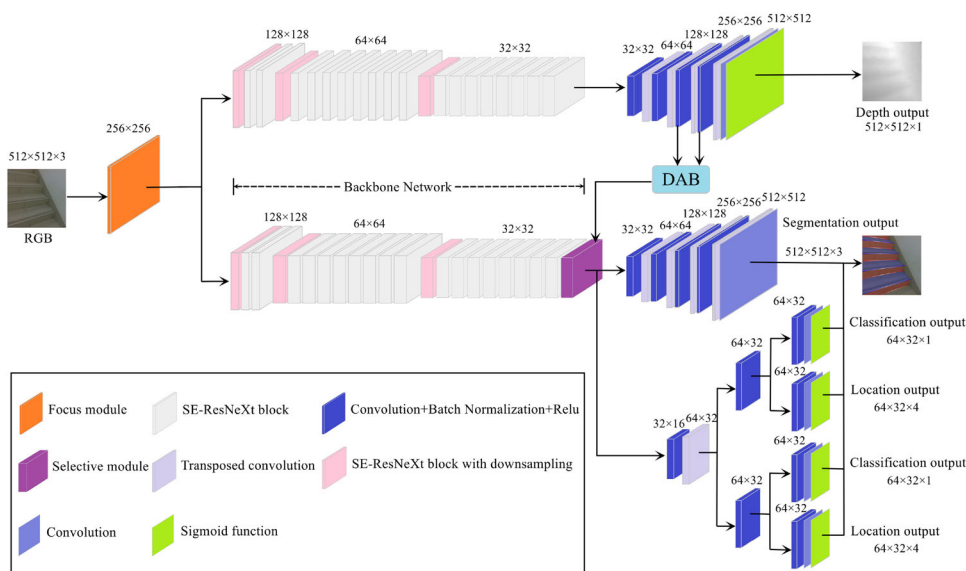 128×128
64×64
32×32
32×32
64×64
128×128
256×256
512×512
Depth output
512×512×1
256×256
512×512×3
RGB
Backbone Network
DAB
128×128
64×64
32×32
32×32
64×64
128×128
256×256
512×512
Segmentation output
512×512×3
64×32
Classification output
64×32×1
64×32
64×32
Location output
64×32×4
32×16
64×32
64×32
Classification output
64×32×1
64×32
64×32
Location output
64×32×4
Focus module
SE-ResNeXt block
Convolution+Batch Normalization+Relu
Selective module
Transposed convolution
SE-ResNeXt block with downsampling
Convolution
Sigmoid function